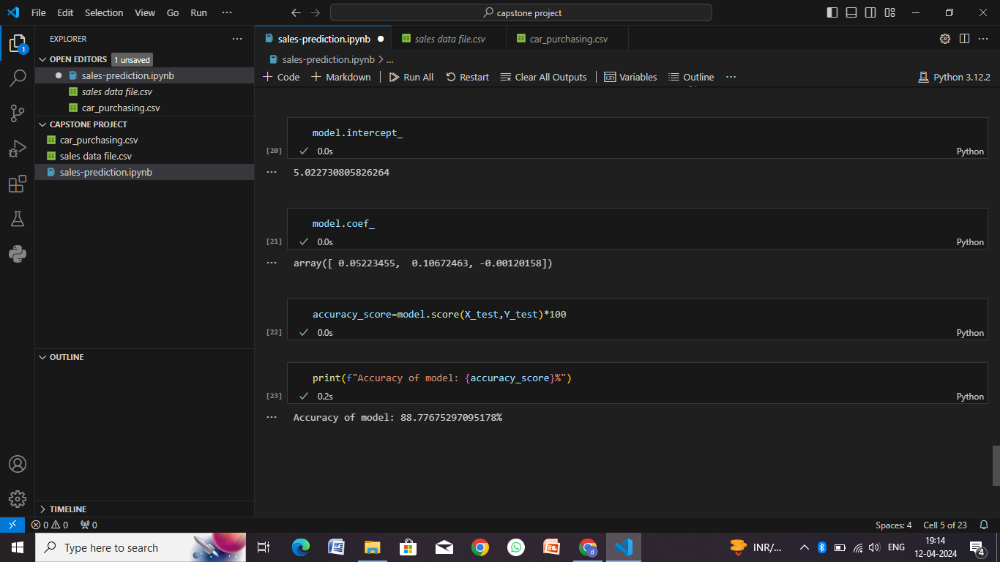 File Edit Selection View Go Run ···
capstone project
EXPLORER ···
OPEN EDITORS 1 unsaved
sales-prediction.ipynb
sales data file.csv
car_purchasing.csv
CAPSTONE PROJECT
car_purchasing.csv
sales data file.csv
sales-prediction.ipynb
OUTLINE
TIMELINE
sales-prediction.ipynb sales data file.csv car_purchasing.csv
sales-prediction.ipynb > ...
+ Code + Markdown Run All Restart Clear All Outputs Variables Outline ··· Python 3.12.2
model.intercept_
[20] 0.0s Python
··· 5.022730805826264
model.coef_
[21] 0.0s Python
··· array([ 0.05223455,  0.10672463, -0.00120158])
accuracy_score=model.score(X_test,Y_test)*100
[22] 0.0s Python
print(f"Accuracy of model: {accuracy_score}%")
[23] 0.2s Python
··· Accuracy of model: 88.77675297095178%
0 0 0 Spaces: 4 Cell 5 of 23
Type here to search INR/... ENG 19:14
12-04-2024 4